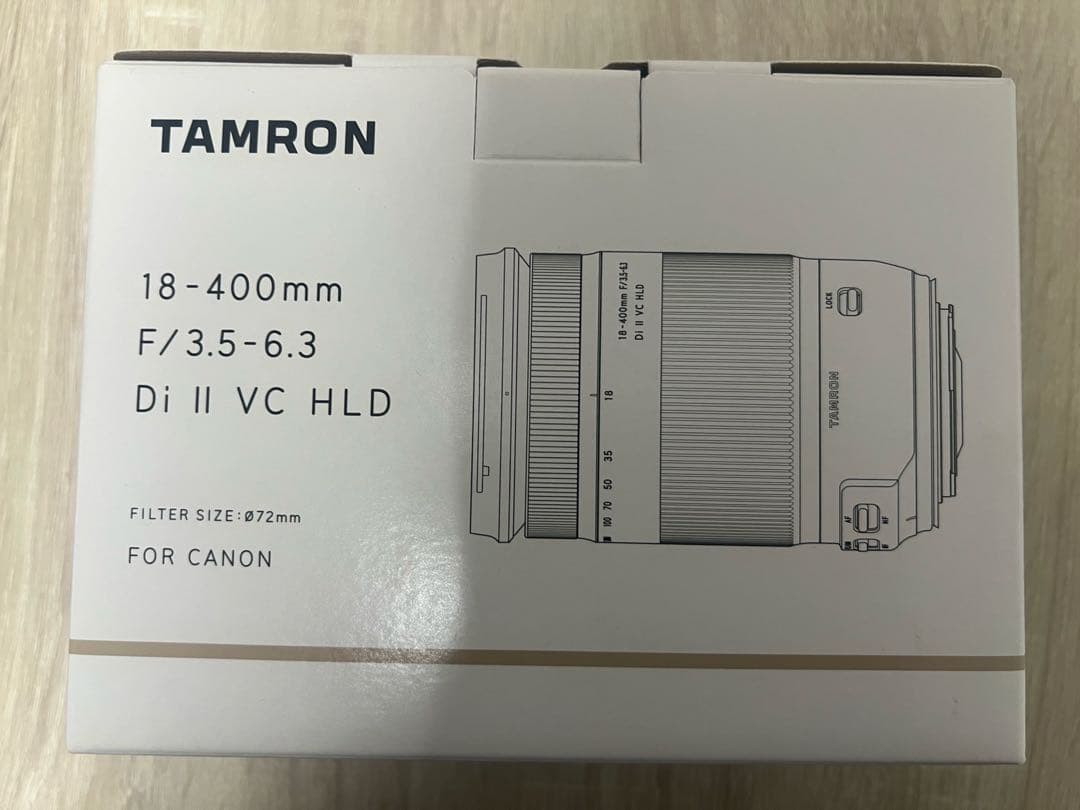 TAMRON
18-400mm
F/3.5-6.3
Di II VC HLD
FILTER SIZE:Ø72mm
FOR CANON
18-400mm F/3.5-6.3
Di II VC HLD
18
35
50
70
100
LOCK
TAMRON
AF
MF